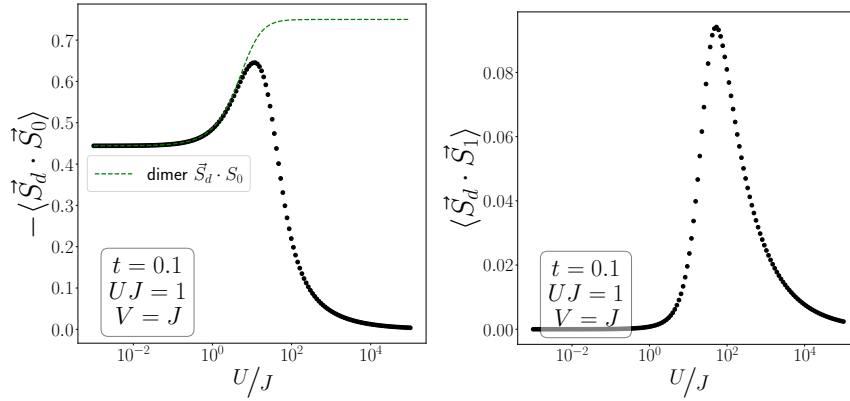 −⟨S⃗_d · S⃗_0⟩
0.7
0.6
0.5
0.4
0.3
0.2
0.1
0.0
dimer S⃗_d · S_0
t = 0.1
UJ = 1
V = J
10^−2
10^0
10^2
10^4
U/J
⟨S⃗_d · S⃗_1⟩
0.08
0.06
0.04
0.02
0.00
t = 0.1
UJ = 1
V = J
10^−2
10^0
10^2
10^4
U/J